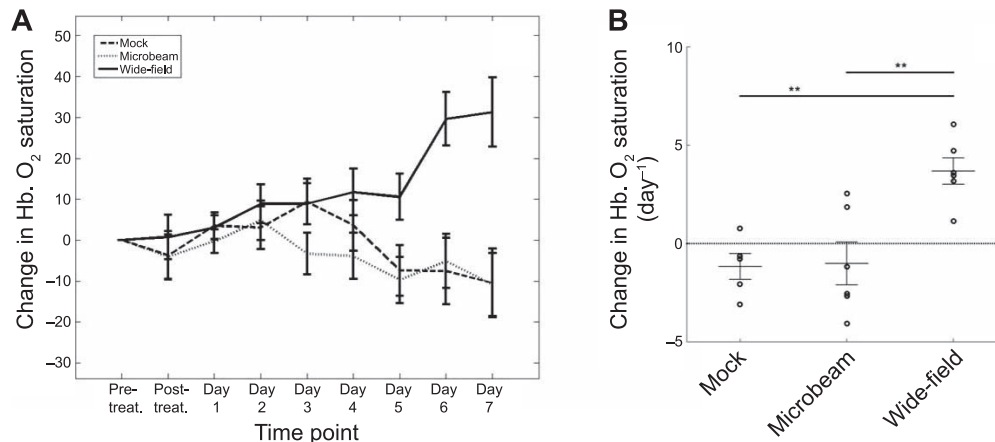 A
Change in Hb. O₂ saturation
50
40
30
20
10
0
–10
–20
–30
Mock
Microbeam
Wide-field
Pre-
treat.
Post-
treat.
Day
1
Day
2
Day
3
Day
4
Day
5
Day
6
Day
7
Time point
B
Change in Hb. O₂ saturation
(day⁻¹)
10
5
0
–5
**
**
Mock
Microbeam
Wide-field